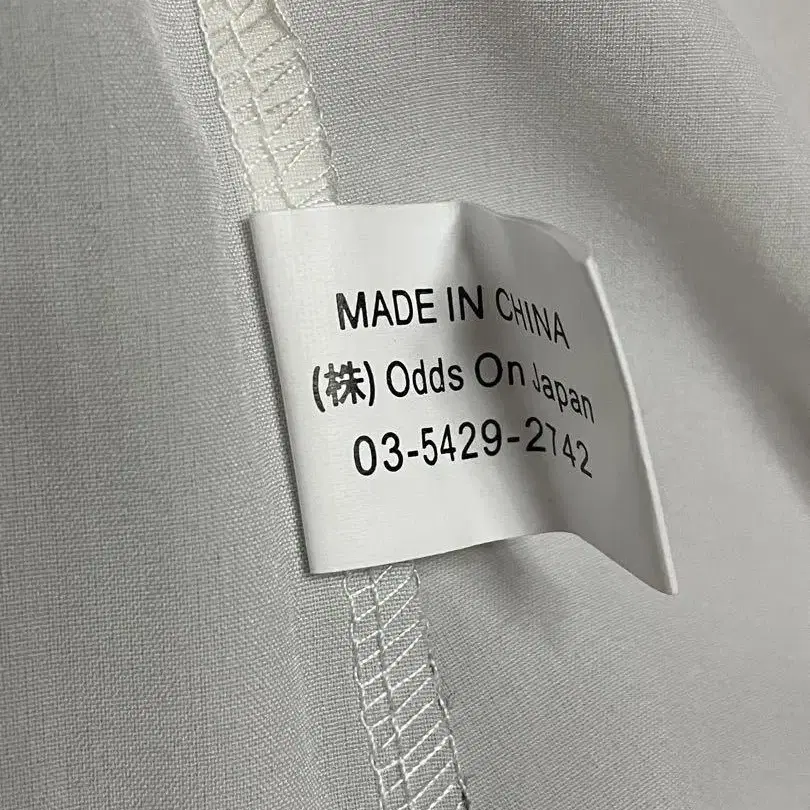 MADE IN CHINA
(株) Odds On Japan
03-5429-2742